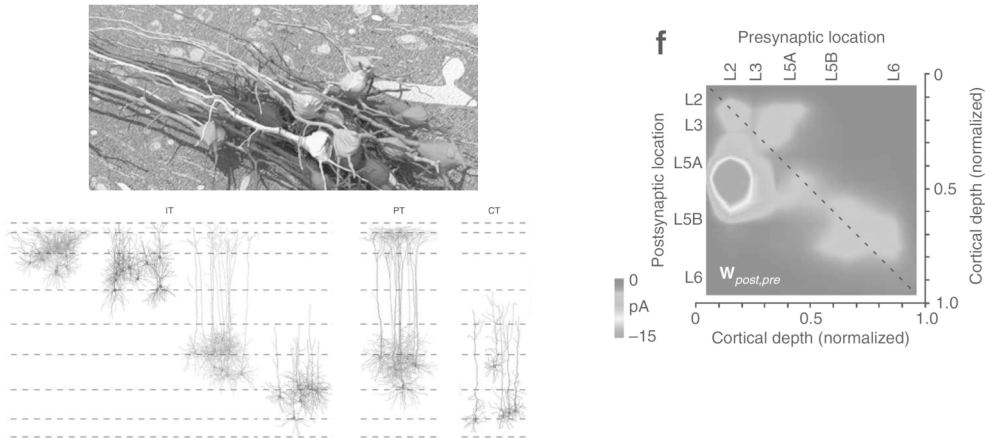 IT
PT
CT
f
Presynaptic location
L2
L3
L5A
L5B
L6
0
0.5
1.0
Cortical depth (normalized)
Postsynaptic location
L2
L3
L5A
L5B
L6
W post,pre
0
pA
−15
0
0.5
1.0
Cortical depth (normalized)